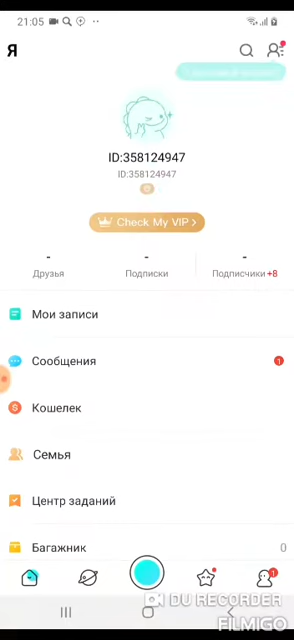 21:05
Я
ID:358124947
ID:358124947
Check My VIP >
- - -
Друзья Подписки Подписчики +8
Мои записи
Сообщения 1
Кошелек
Семья
Центр заданий
Багажник 0
1
DU RECORDER
FILMIGO